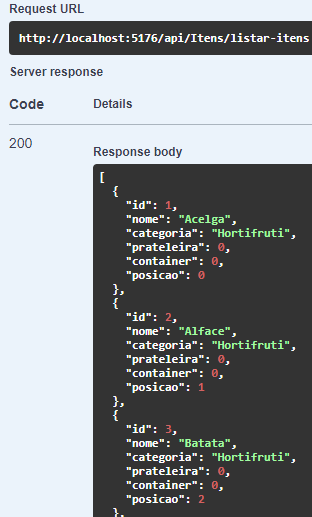 Request URL
http://localhost:5176/api/Itens/listar-itens
Server response
Code Details
200
Response body
[
{
"id": 1,
"nome": "Acelga",
"categoria": "Hortifruti",
"prateleira": 0,
"container": 0,
"posicao": 0
},
{
"id": 2,
"nome": "Alface",
"categoria": "Hortifruti",
"prateleira": 0,
"container": 0,
"posicao": 1
},
{
"id": 3,
"nome": "Batata",
"categoria": "Hortifruti",
"prateleira": 0,
"container": 0,
"posicao": 2
},